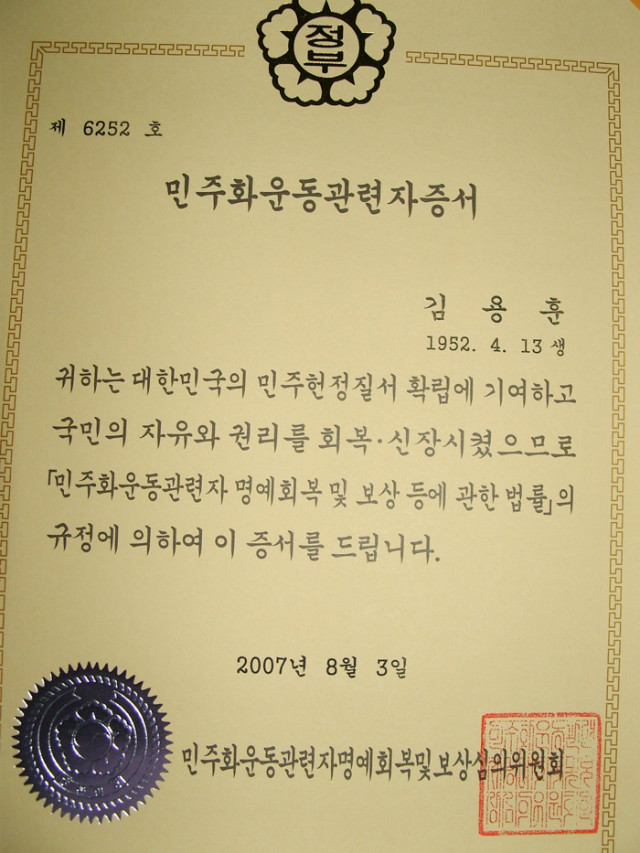 정부
제 6252 호
민주화운동관련자증서
김 용 훈
1952. 4. 13 생
귀하는 대한민국의 민주헌정질서 확립에 기여하고
국민의 자유와 권리를 회복·신장시켰으므로
「민주화운동관련자 명예회복 및 보상 등에 관한 법률」의
규정에 의하여 이 증서를 드립니다.
2007년 8월 3일
민주화운동관련자명예회복및보상심의위원회